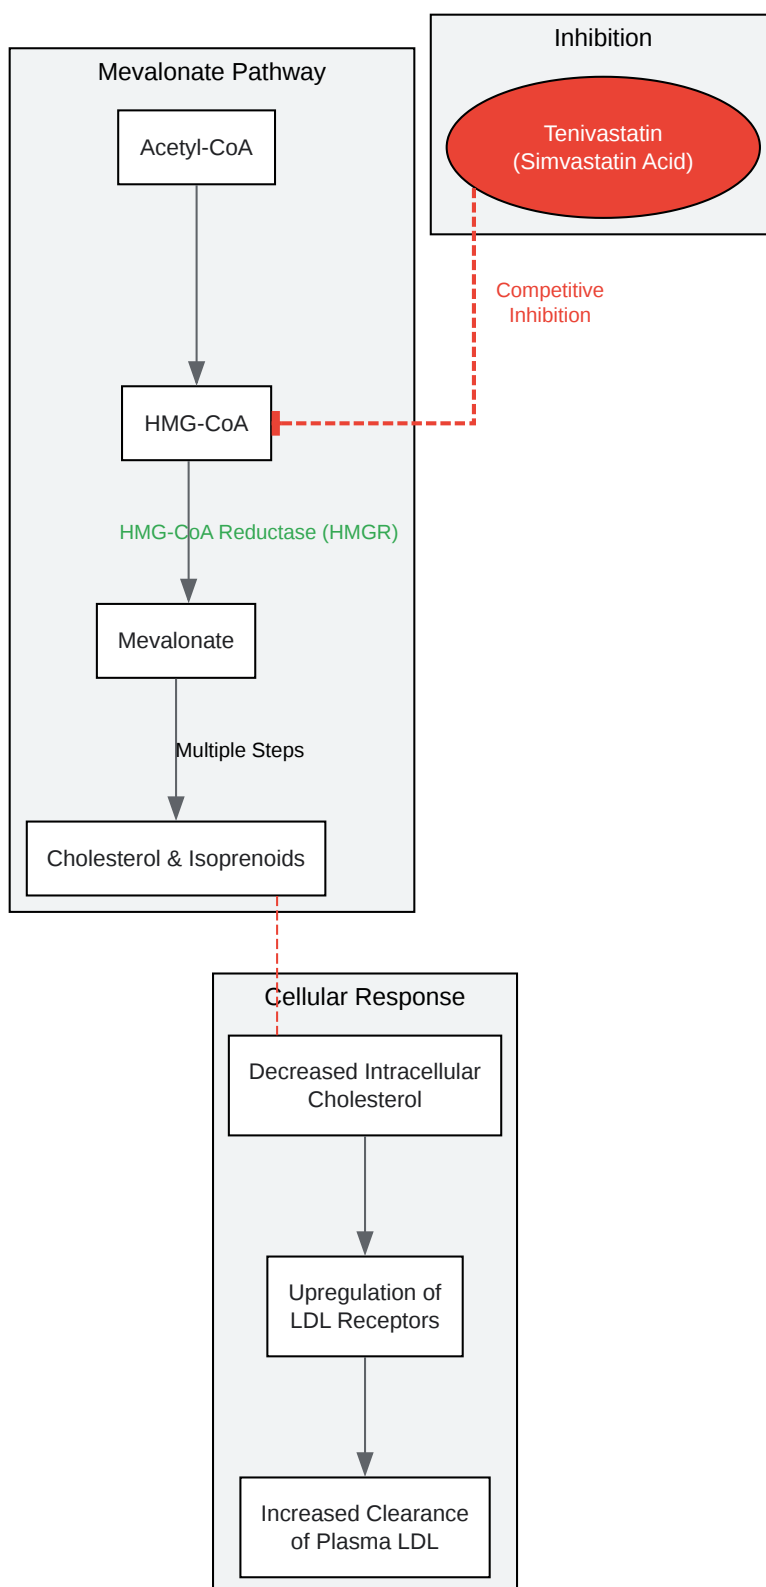 Inhibition
Mevalonate Pathway
Tenivastatin
(Simvastatin Acid)
Acetyl-CoA
Competitive
Inhibition
HMG-CoA
HMG-CoA Reductase (HMGR)
Mevalonate
Multiple Steps
Cholesterol & Isoprenoids
Cellular Response
Decreased Intracellular
Cholesterol
Upregulation of
LDL Receptors
Increased Clearance
of Plasma LDL